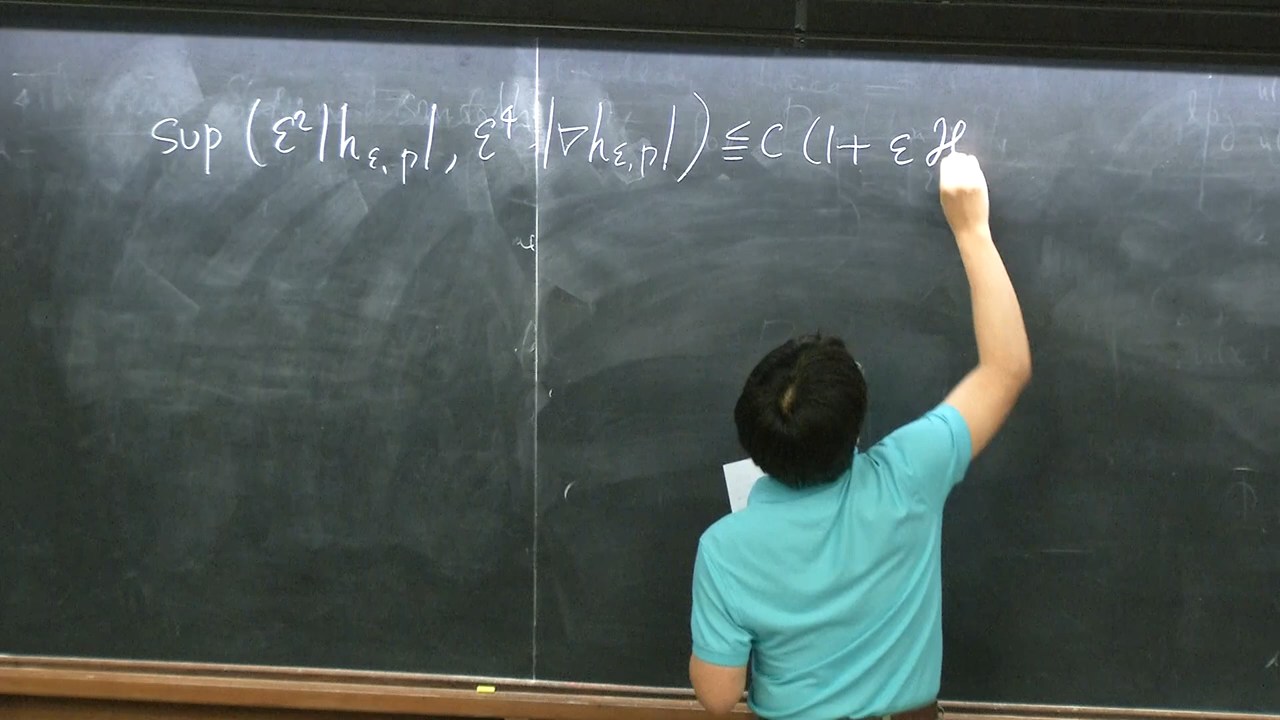 sup (ε²|h_{ε,p}|, ε⁴|∇h_{ε,p}|) ≦ C (1 + εℋ